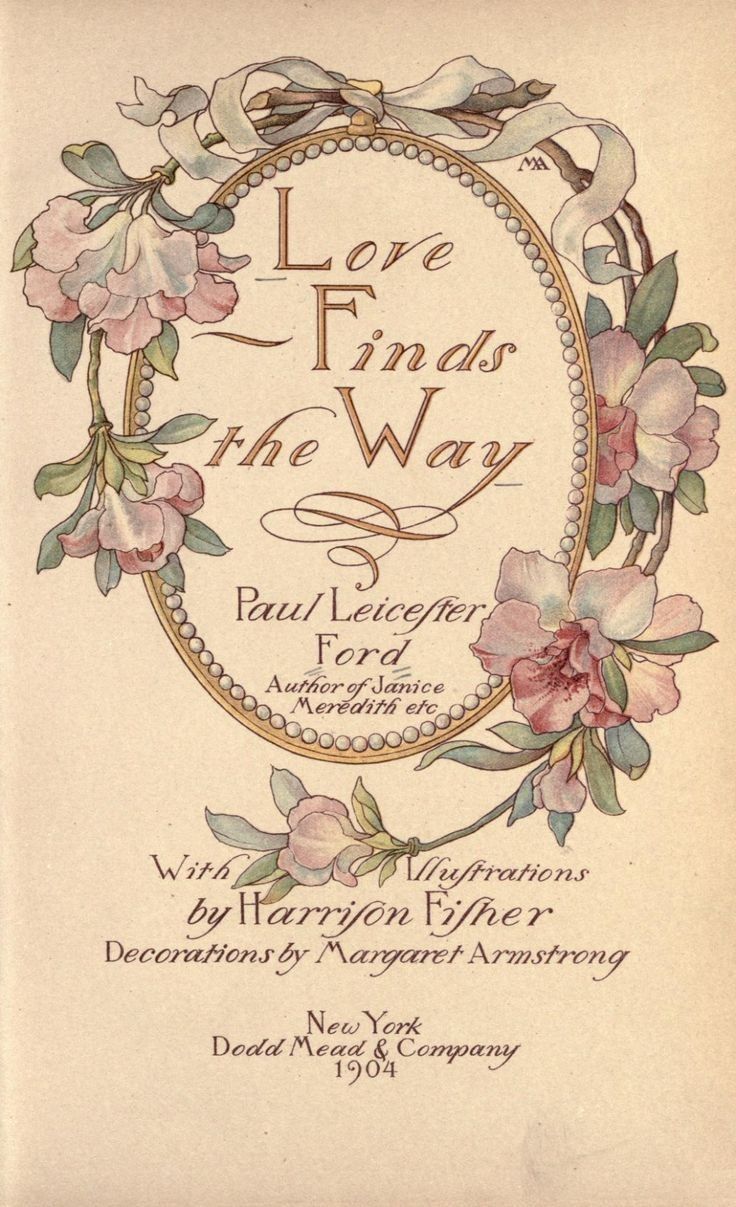 MA
Love
Finds
the Way
Paul Leiceſter
Ford
Author of Janice
Meredith etc
With Illuſtrations
by Harriſon Fiſher
Decorations by Margaret Armstrong
New York
Dodd Mead & Company
1904